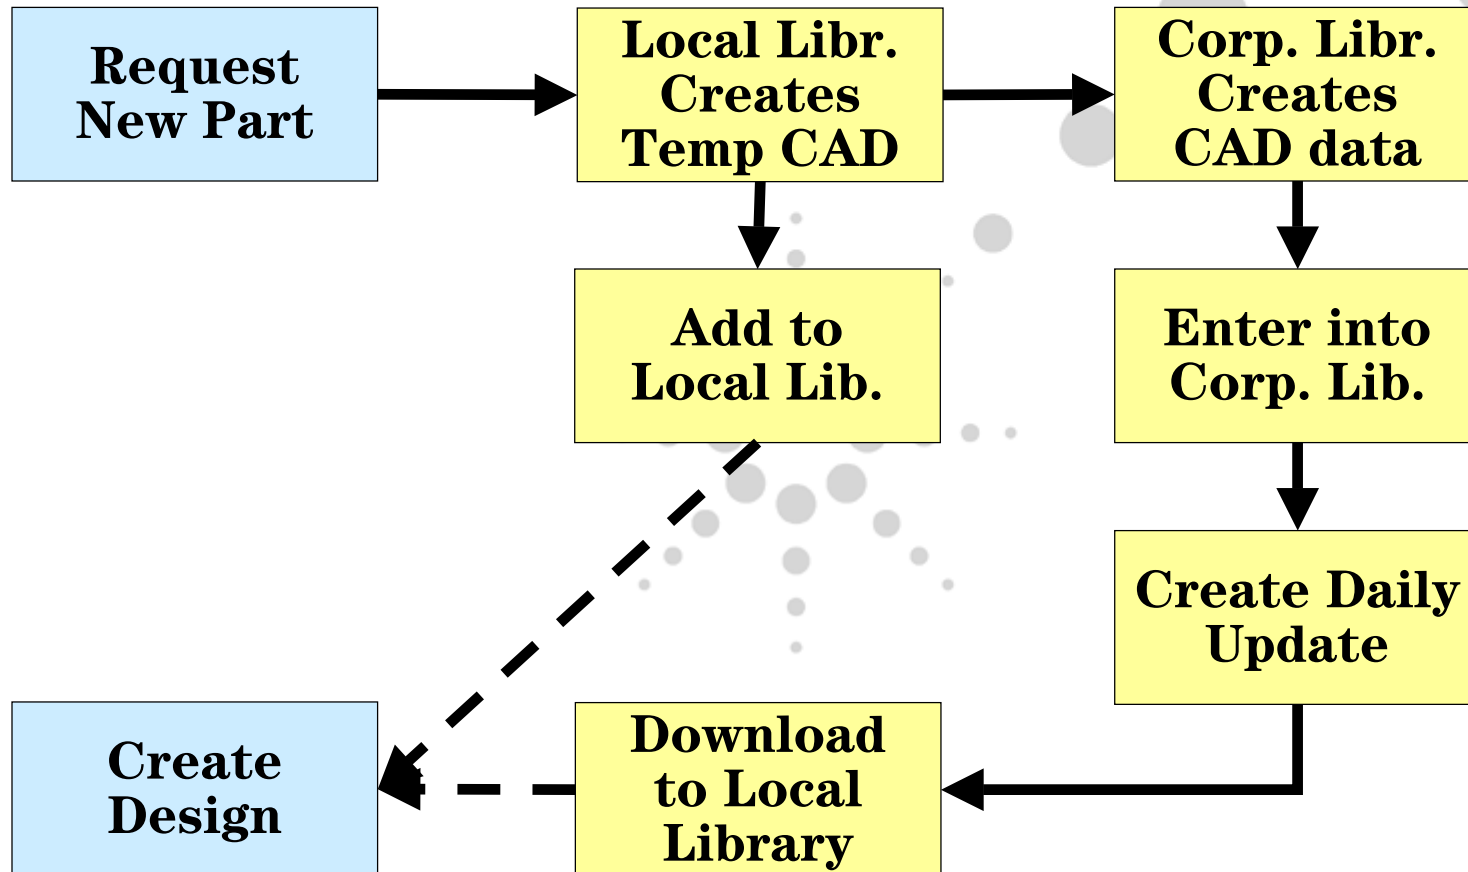 Request
New Part
Local Libr.
Creates
Temp CAD
Corp. Libr.
Creates
CAD data
Add to
Local Lib.
Enter into
Corp. Lib.
Create Daily
Update
Create
Design
Download
to Local
Library